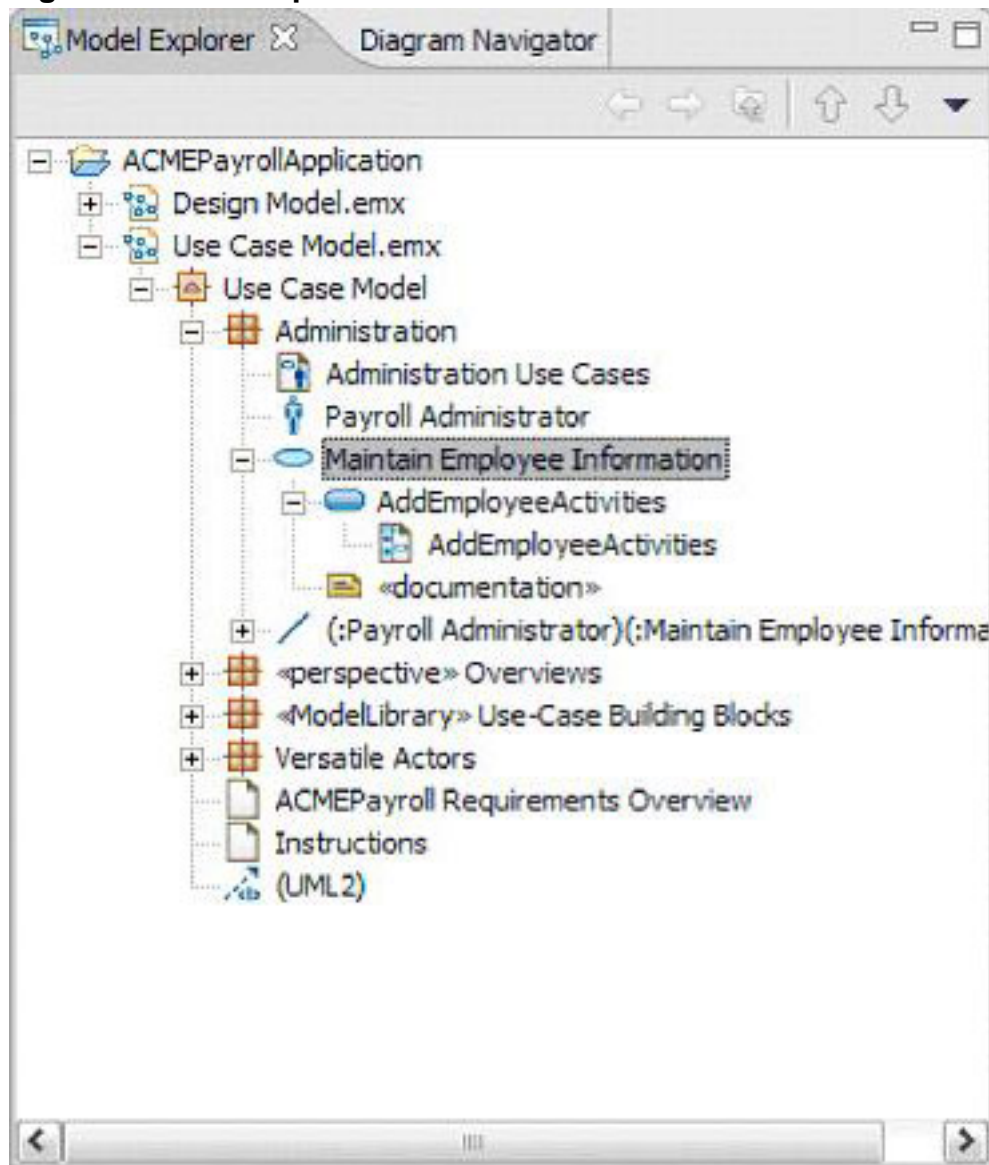 Model Explorer
Diagram Navigator
ACMEPayrollApplication
Design Model.emx
Use Case Model.emx
Use Case Model
Administration
Administration Use Cases
Payroll Administrator
Maintain Employee Information
AddEmployeeActivities
AddEmployeeActivities
«documentation»
(:Payroll Administrator)(:Maintain Employee Informa
«perspective» Overviews
«ModelLibrary» Use-Case Building Blocks
Versatile Actors
ACMEPayroll Requirements Overview
Instructions
(UML2)